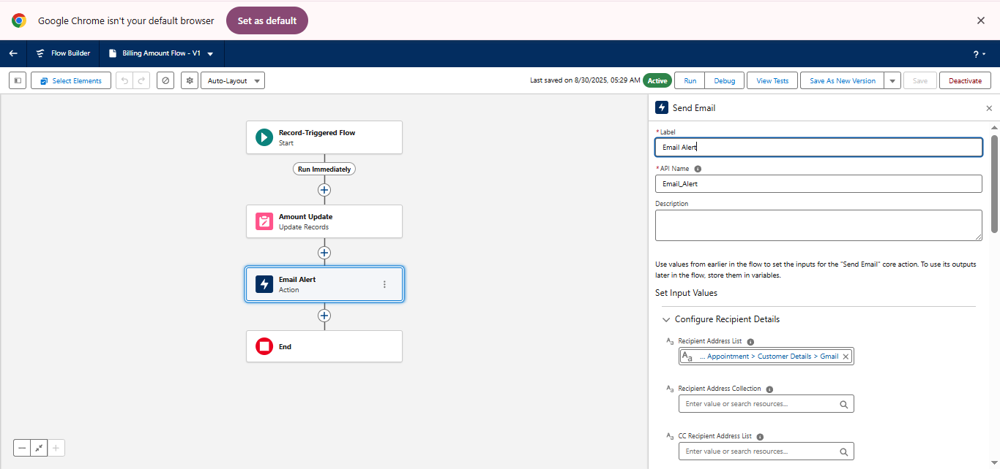 Google Chrome isn't your default browser
Set as default
Flow Builder
Billing Amount Flow - V1
?
Select Elements
Auto-Layout
Last saved on 8/30/2025, 05:29 AM
Active
Run
Debug
View Tests
Save As New Version
Save
Deactivate
Record-Triggered Flow
Start
Run Immediately
Amount Update
Update Records
Email Alert
Action
End
Send Email
*Label
Email Alert
*API Name
Email_Alert
Description
Use values from earlier in the flow to set the inputs for the "Send Email" core action. To use its outputs
later in the flow, store them in variables.
Set Input Values
Configure Recipient Details
Aa Recipient Address List
Aa ... Appointment > Customer Details > Gmail
Aa Recipient Address Collection
Enter value or search resources...
Aa CC Recipient Address List
Enter value or search resources...